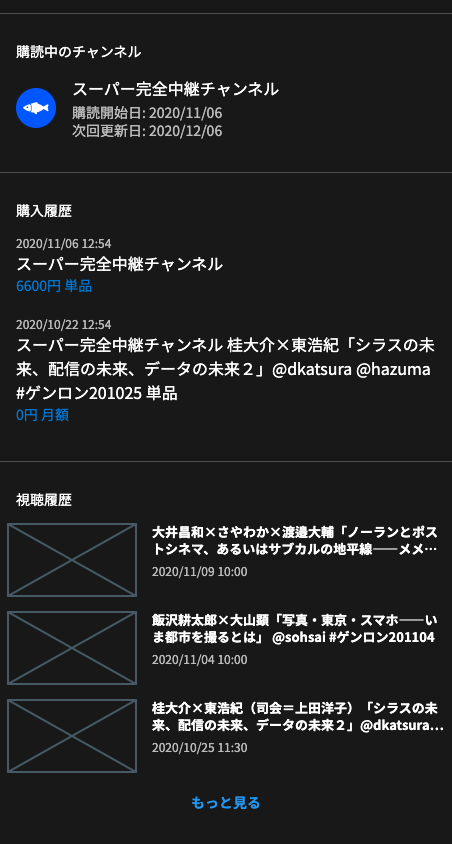 購読中のチャンネル
スーパー完全中継チャンネル
購読開始日: 2020/11/06
次回更新日: 2020/12/06
購入履歴
2020/11/06 12:54
スーパー完全中継チャンネル
6600円 単品
2020/10/22 12:54
スーパー完全中継チャンネル 桂大介×東浩紀「シラスの未
来、配信の未来、データの未来２」@dkatsura @hazuma
#ゲンロン201025 単品
0円 月額
視聴履歴
大井昌和×さやわか×渡邉大輔「ノーランとポス
トシネマ、あるいはサブカルの地平線——メメ…
2020/11/09 10:00
飯沢耕太郎×大山顕「写真・東京・スマホ——い
ま都市を撮るとは」 @sohsai #ゲンロン201104
2020/11/04 10:00
桂大介×東浩紀（司会＝上田洋子）「シラスの未
来、配信の未来、データの未来２」@dkatsura…
2020/10/25 11:30
もっと見る